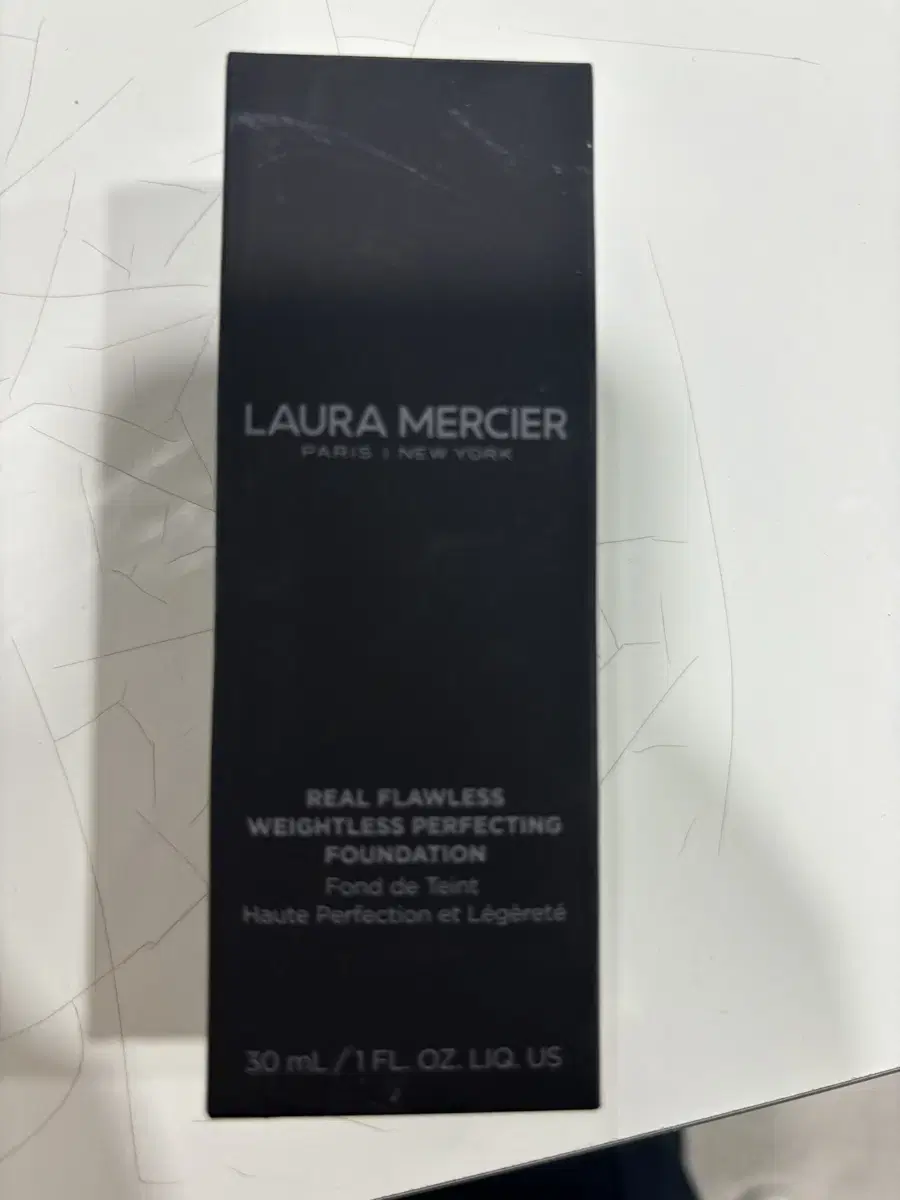 LAURA MERCIER
PARIS | NEW YORK
REAL FLAWLESS
WEIGHTLESS PERFECTING
FOUNDATION
Fond de Teint
Haute Perfection et Légèreté
30 mL / 1 FL. OZ. LIQ. US